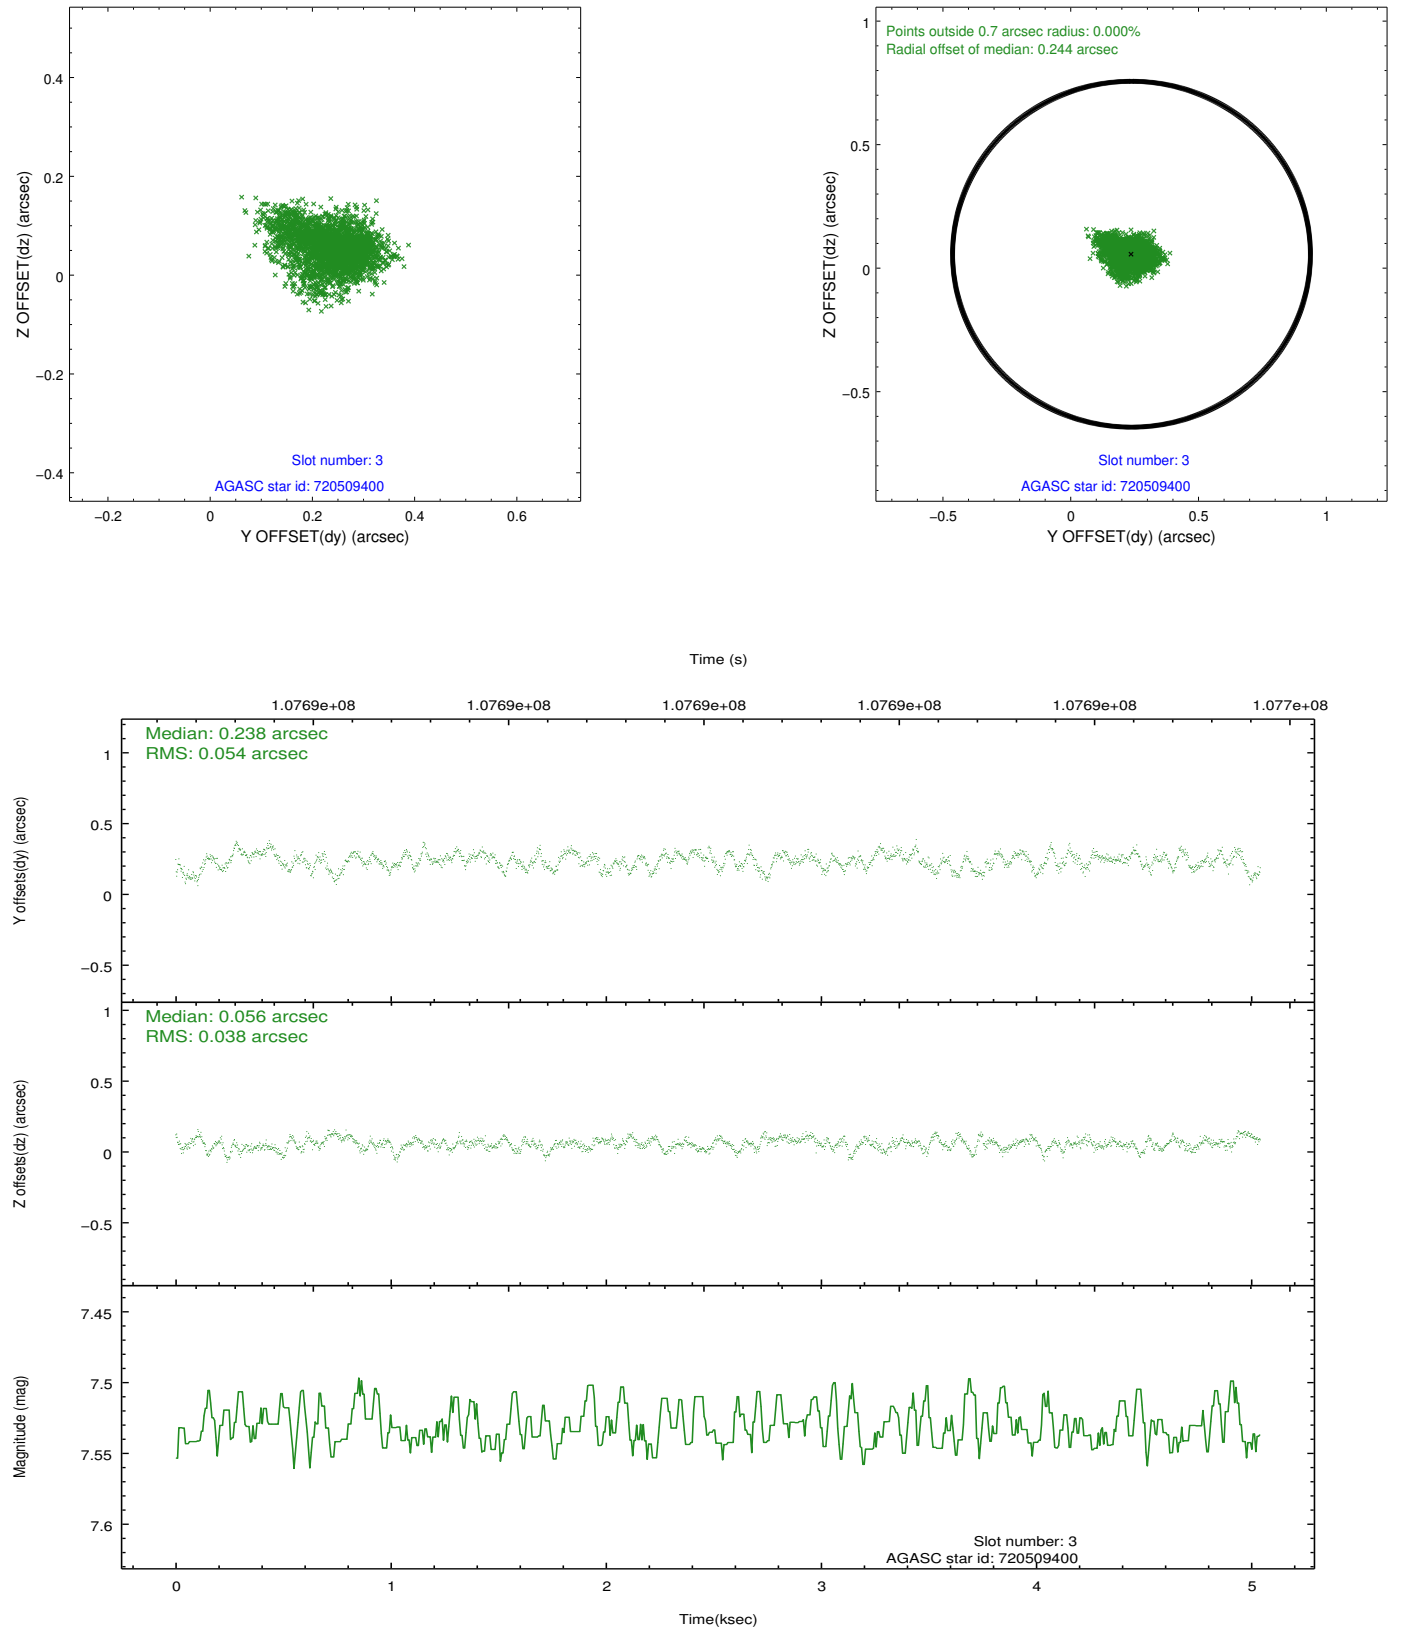 0.4
0.2
0
−0.2
−0.4
Z OFFSET(dz) (arcsec)
Slot number: 3
AGASC star id: 720509400
−0.2 0 0.2 0.4 0.6
Y OFFSET(dy) (arcsec)
Points outside 0.7 arcsec radius: 0.000%
Radial offset of median: 0.244 arcsec
1
0.5
0
−0.5
Z OFFSET(dz) (arcsec)
Slot number: 3
AGASC star id: 720509400
−0.5 0 0.5 1
Y OFFSET(dy) (arcsec)
Time (s)
1.0769e+08 1.0769e+08 1.0769e+08 1.0769e+08 1.0769e+08 1.077e+08
Median: 0.238 arcsec
RMS: 0.054 arcsec
1
0.5
0
−0.5
Y offsets(dy) (arcsec)
Median: 0.056 arcsec
RMS: 0.038 arcsec
1
0.5
0
−0.5
Z offsets(dz) (arcsec)
7.45
7.5
7.55
7.6
Magnitude (mag)
Slot number: 3
AGASC star id: 720509400
0 1 2 3 4 5
Time(ksec)